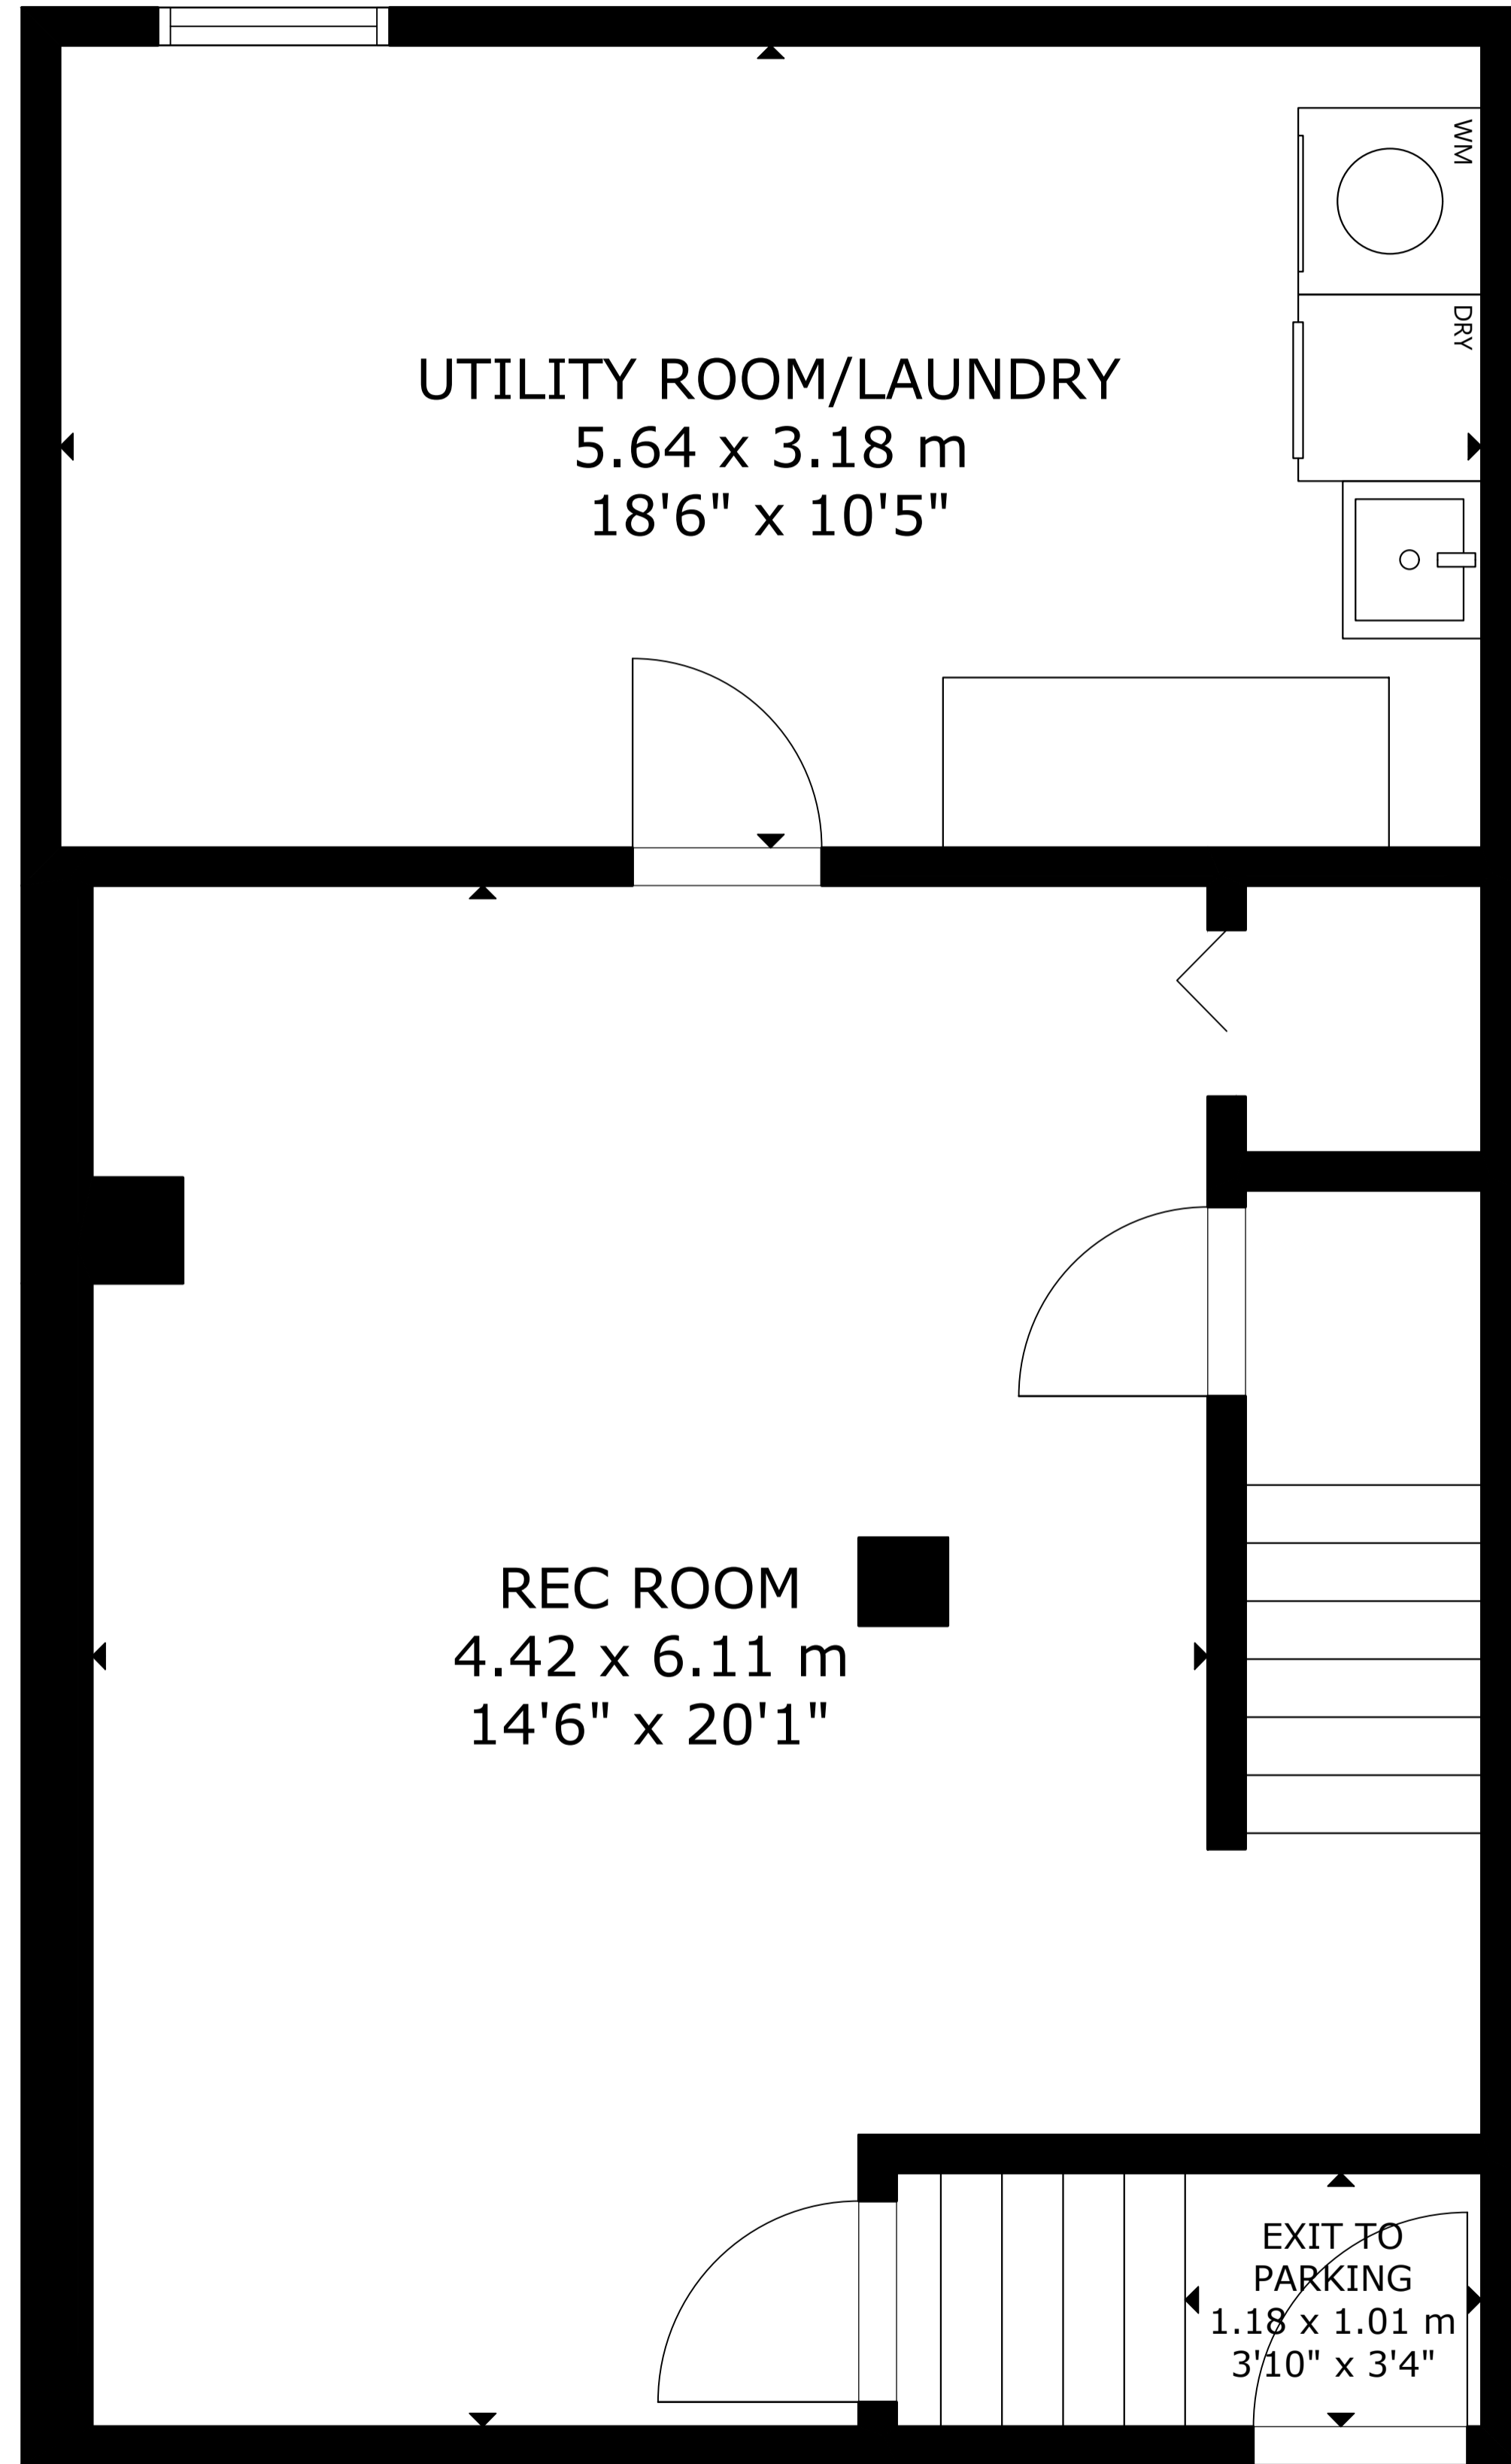 WM
DRY
UTILITY ROOM/LAUNDRY
5.64 x 3.18 m
18'6" x 10'5"
REC ROOM
4.42 x 6.11 m
14'6" x 20'1"
EXIT TO
PARKING
1.18 x 1.01 m
3'10" x 3'4"